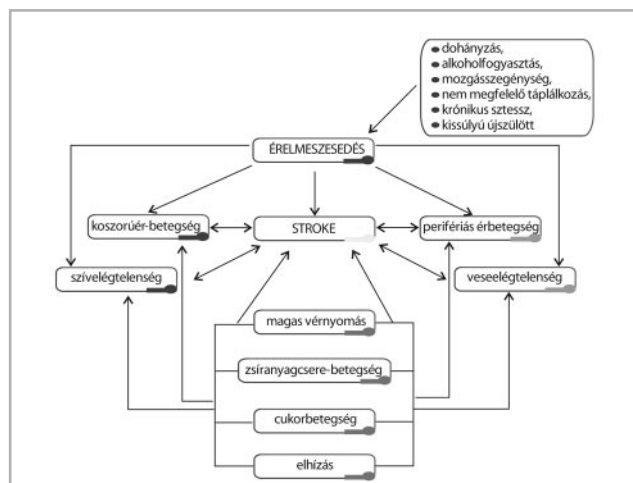 dohányzás,
alkoholfogyasztás,
mozgásszegénység,
nem megfelelő táplálkozás,
krónikus sztessz,
kissúlyú újszülött
ÉRELMESZESEDÉS
koszorúér-betegség
STROKE
perifériás érbetegség
szívelégtelenség
veseelégtelenség
magas vérnyomás
zsíranyagcsere-betegség
cukorbetegség
elhízás